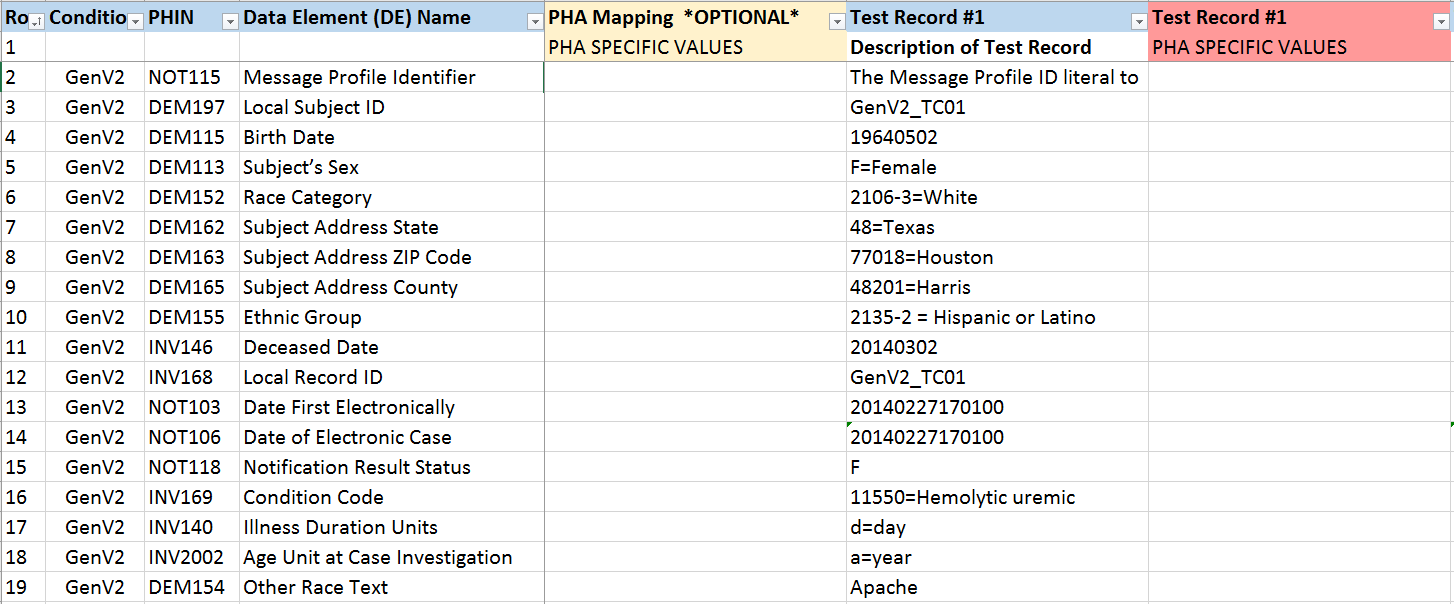 Ro Conditio PHIN Data Element (DE) Name PHA Mapping *OPTIONAL* Test Record #1 Test Record #1
1 PHA SPECIFIC VALUES Description of Test Record PHA SPECIFIC VALUES
2 GenV2 NOT115 Message Profile Identifier The Message Profile ID literal to
3 GenV2 DEM197 Local Subject ID GenV2_TC01
4 GenV2 DEM115 Birth Date 19640502
5 GenV2 DEM113 Subject’s Sex F=Female
6 GenV2 DEM152 Race Category 2106-3=White
7 GenV2 DEM162 Subject Address State 48=Texas
8 GenV2 DEM163 Subject Address ZIP Code 77018=Houston
9 GenV2 DEM165 Subject Address County 48201=Harris
10 GenV2 DEM155 Ethnic Group 2135-2 = Hispanic or Latino
11 GenV2 INV146 Deceased Date 20140302
12 GenV2 INV168 Local Record ID GenV2_TC01
13 GenV2 NOT103 Date First Electronically 20140227170100
14 GenV2 NOT106 Date of Electronic Case 20140227170100
15 GenV2 NOT118 Notification Result Status F
16 GenV2 INV169 Condition Code 11550=Hemolytic uremic
17 GenV2 INV140 Illness Duration Units d=day
18 GenV2 INV2002 Age Unit at Case Investigation a=year
19 GenV2 DEM154 Other Race Text Apache